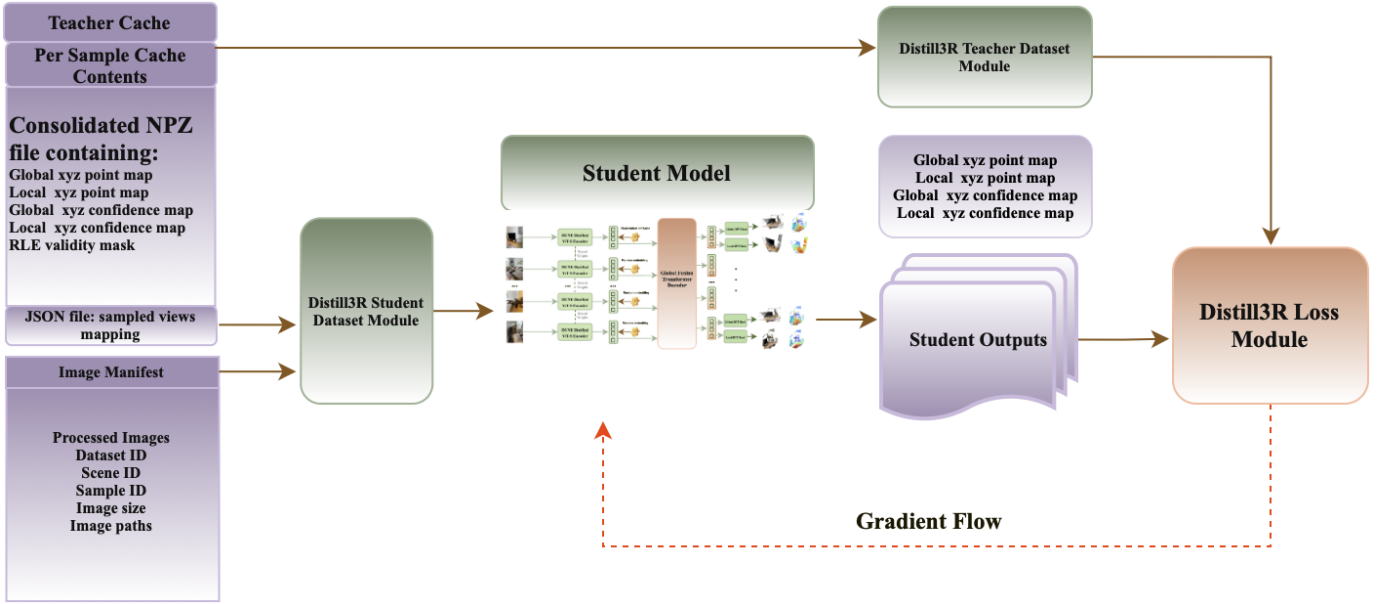 Teacher Cache
Per Sample Cache
Contents
Consolidated NPZ
file containing:
Global xyz point map
Local xyz point map
Global xyz confidence map
Local xyz confidence map
RLE validity mask
JSON file: sampled views
mapping
Image Manifest
Processed Images
Dataset ID
Scene ID
Sample ID
Image size
Image paths
Distill3R Student
Dataset Module
Student Model
Global Fusion
Transformer
Decoder
Distill3R Teacher Dataset
Module
Global xyz point map
Local xyz point map
Global xyz confidence map
Local xyz confidence map
Student Outputs
Distill3R Loss
Module
Gradient Flow